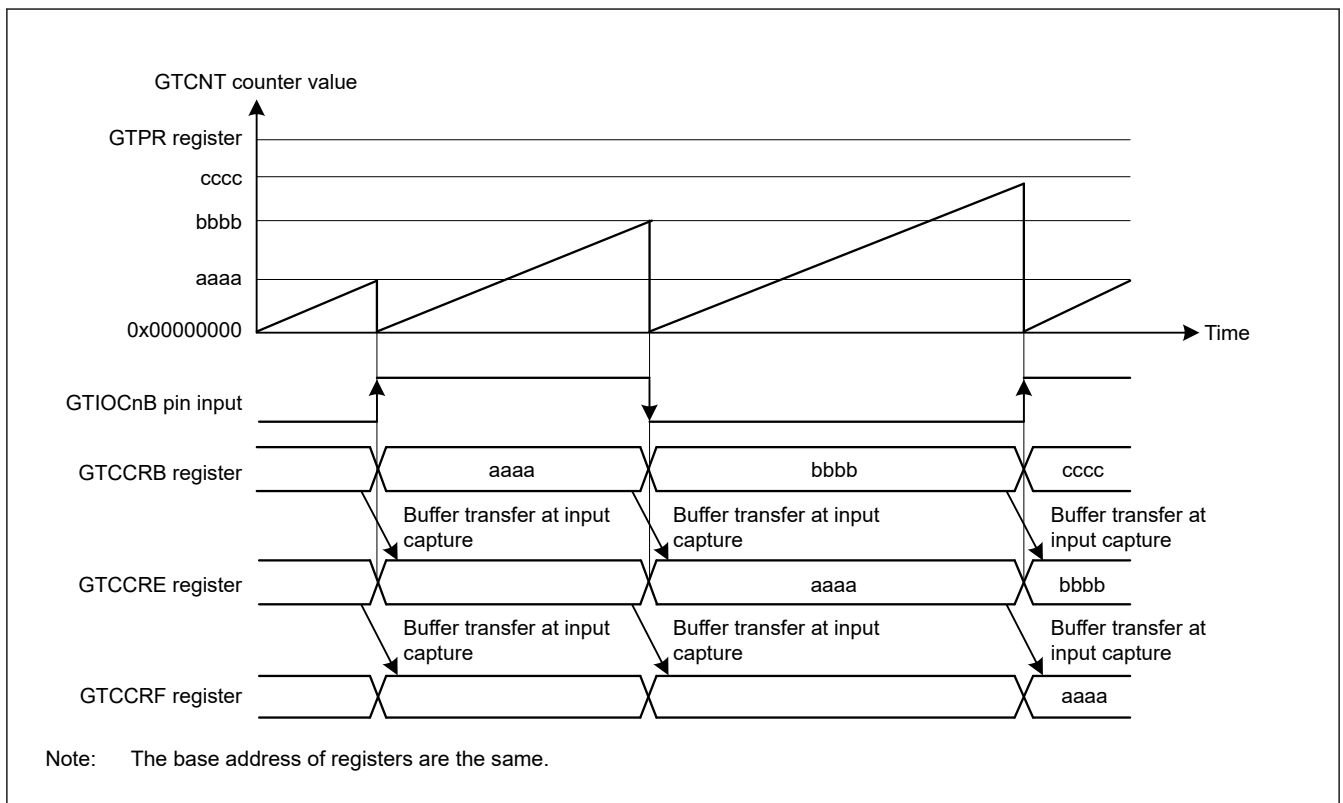 GTCNT counter value
GTPR register
cccc
bbbb
aaaa
0x00000000
Time
GTIOCnB pin input
GTCCRB register
aaaa
bbbb
cccc
Buffer transfer at input
capture
Buffer transfer at input
capture
Buffer transfer at
input capture
GTCCRE register
aaaa
bbbb
Buffer transfer at input
capture
Buffer transfer at input
capture
Buffer transfer at
input capture
GTCCRF register
aaaa
Note: The base address of registers are the same.